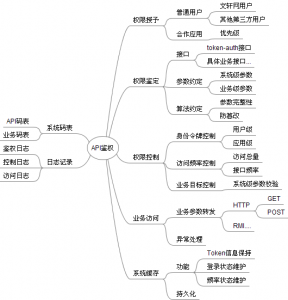 API鉴权
权限授予
普通用户
文轩网用户
其他第三方用户
合作应用
优先级
权限鉴定
接口
token-auth接口
具体业务接口...
参数约定
系统级参数
业务级参数
算法约定
参数完整性
防篡改
权限控制
身份令牌控制
用户级
应用级
访问频率控制
访问总量
接口频率
业务目标控制
系统级参数校验
业务访问
业务参数转发
HTTP
GET
POST
RMI...
异常处理
系统缓存
功能
Token信息保持
登录状态维护
频率状态维护
持久化
系统码表
API码表
业务码表
日志记录
鉴权日志
控制日志
访问日志